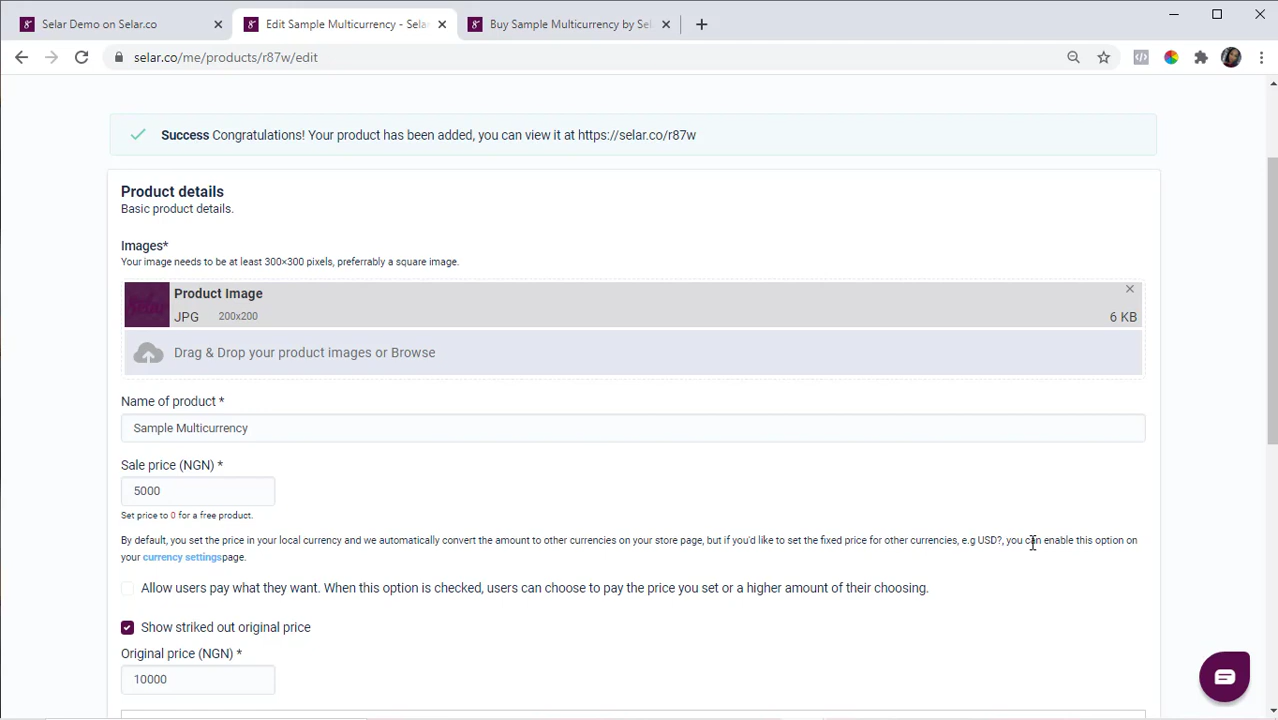 Selar Demo on Selar.co
Edit Sample Multicurrency - Sela
Buy Sample Multicurrency by Sel
selar.co/me/products/r87w/edit
Success Congratulations! Your product has been added, you can view it at https://selar.co/r87w
Product details
Basic product details.
Images*
Your image needs to be at least 300×300 pixels, preferrably a square image.
Product Image
JPG 200x200
6 KB
Drag & Drop your product images or Browse
Name of product *
Sample Multicurrency
Sale price (NGN) *
5000
Set price to 0 for a free product.
By default, you set the price in your local currency and we automatically convert the amount to other currencies on your store page, but if you'd like to set the fixed price for other currencies, e.g USD?, you can enable this option on
your currency settingspage.
Allow users pay what they want. When this option is checked, users can choose to pay the price you set or a higher amount of their choosing.
Show striked out original price
Original price (NGN) *
10000